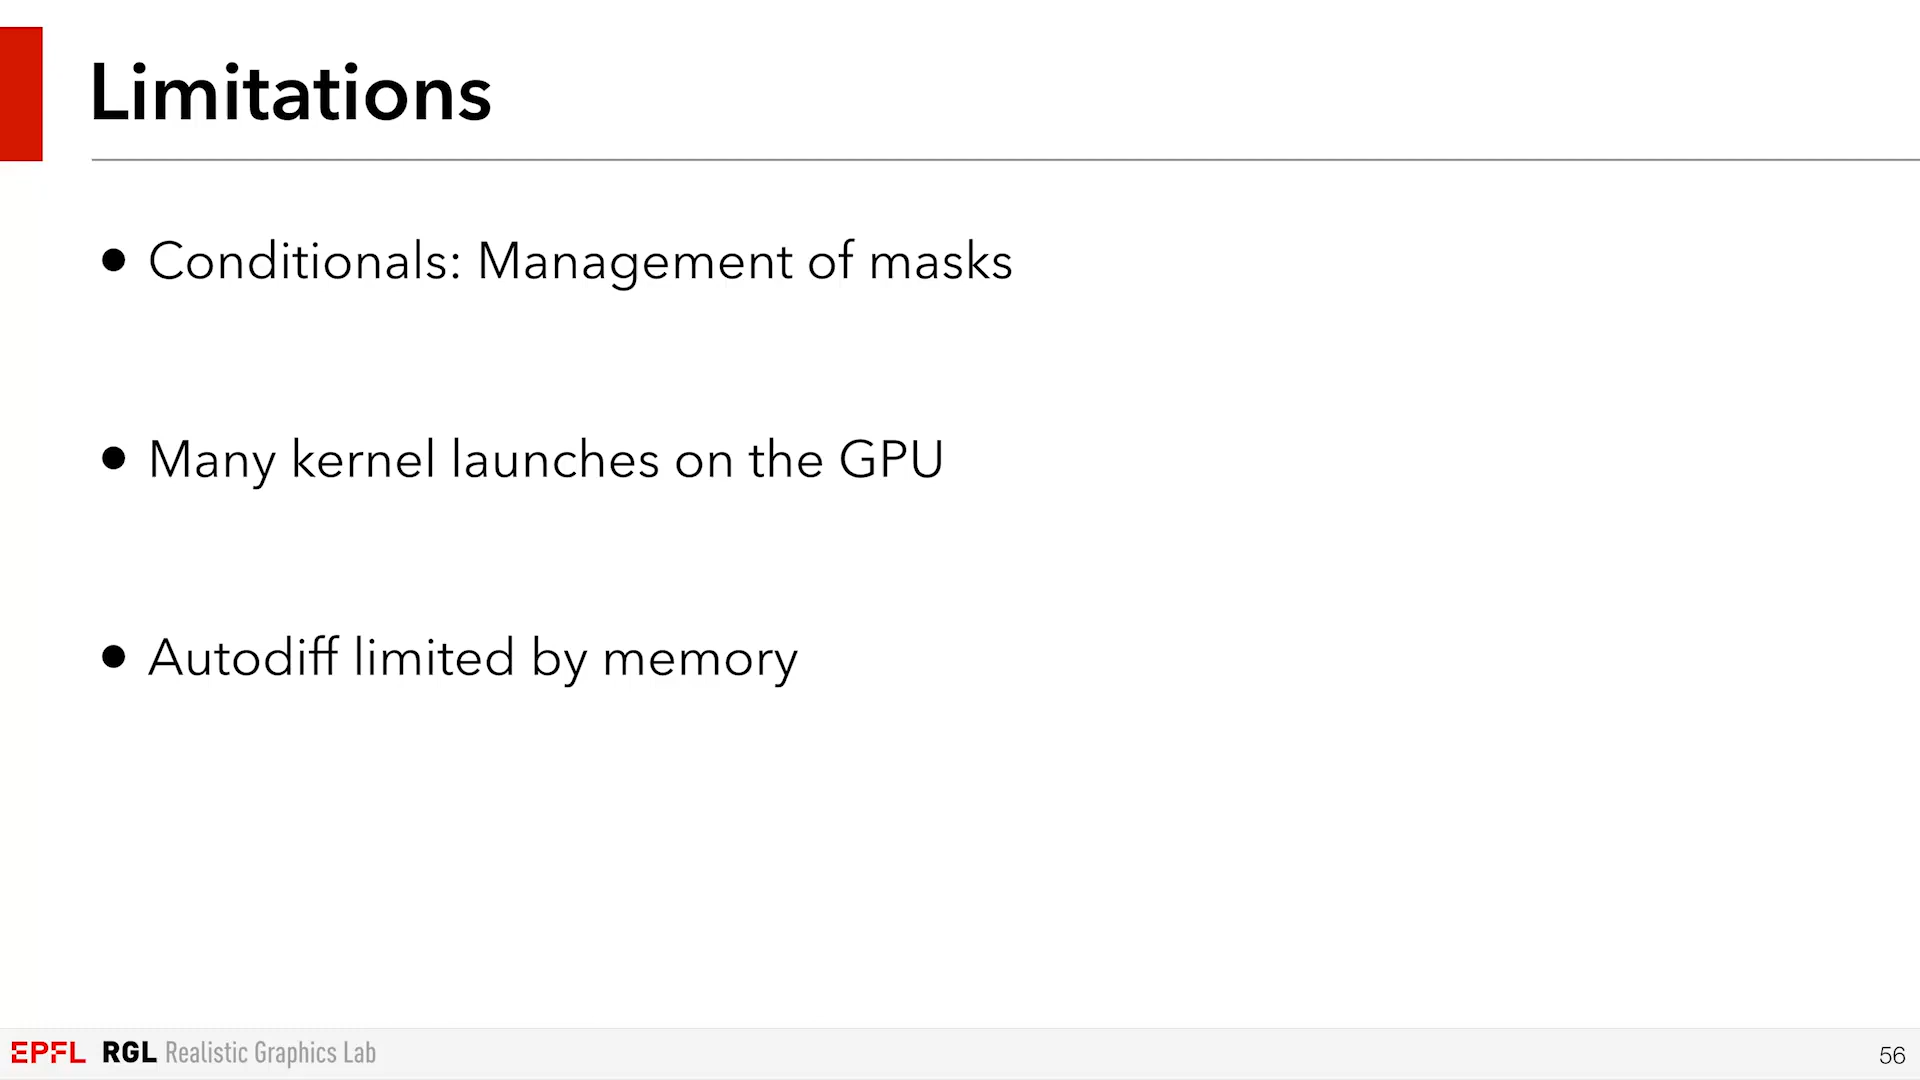 Limitations
● Conditionals: Management of masks
● Many kernel launches on the GPU
● Autodiff limited by memory
EPFL RGL Realistic Graphics Lab
56